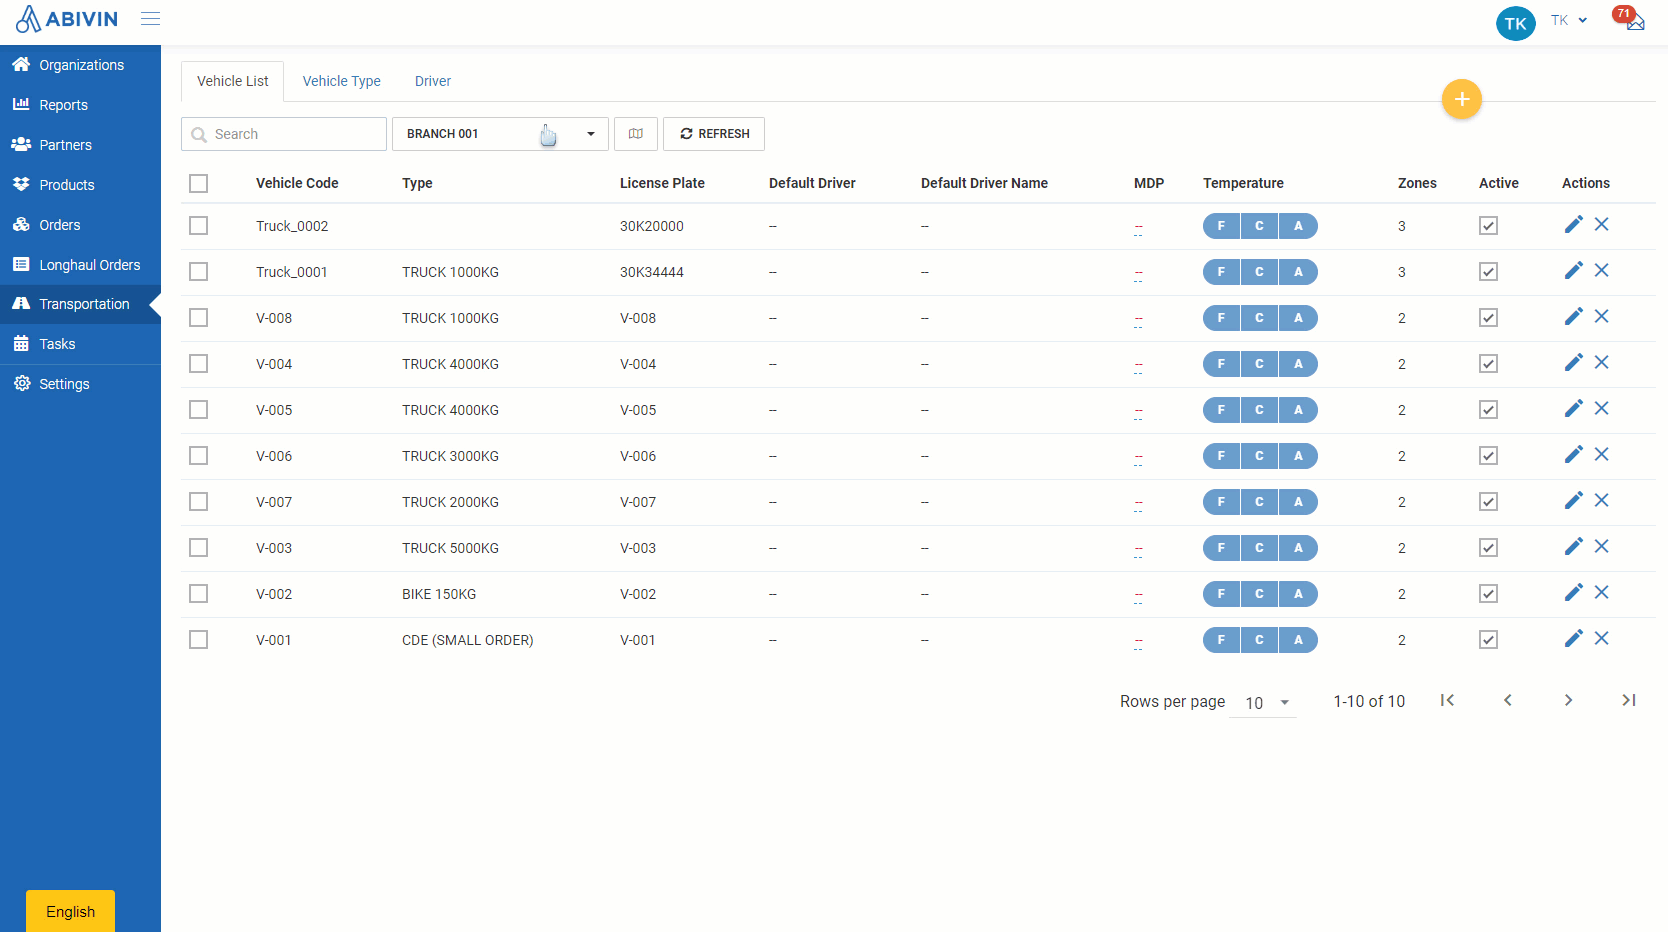 ABIVIN
TK
TK
71
Organizations
Reports
Partners
Products
Orders
Longhaul Orders
Transportation
Tasks
Settings
English
Vehicle List Vehicle Type Driver
+
Search BRANCH 001 REFRESH
Vehicle Code Type License Plate Default Driver Default Driver Name MDP Temperature Zones Active Actions
Truck_0002 30K20000 -- -- -- F C A 3
Truck_0001 TRUCK 1000KG 30K34444 -- -- -- F C A 3
V-008 TRUCK 1000KG V-008 -- -- -- F C A 2
V-004 TRUCK 4000KG V-004 -- -- -- F C A 2
V-005 TRUCK 4000KG V-005 -- -- -- F C A 2
V-006 TRUCK 3000KG V-006 -- -- -- F C A 2
V-007 TRUCK 2000KG V-007 -- -- -- F C A 2
V-003 TRUCK 5000KG V-003 -- -- -- F C A 2
V-002 BIKE 150KG V-002 -- -- -- F C A 2
V-001 CDE (SMALL ORDER) V-001 -- -- -- F C A 2
Rows per page 10 1-10 of 10